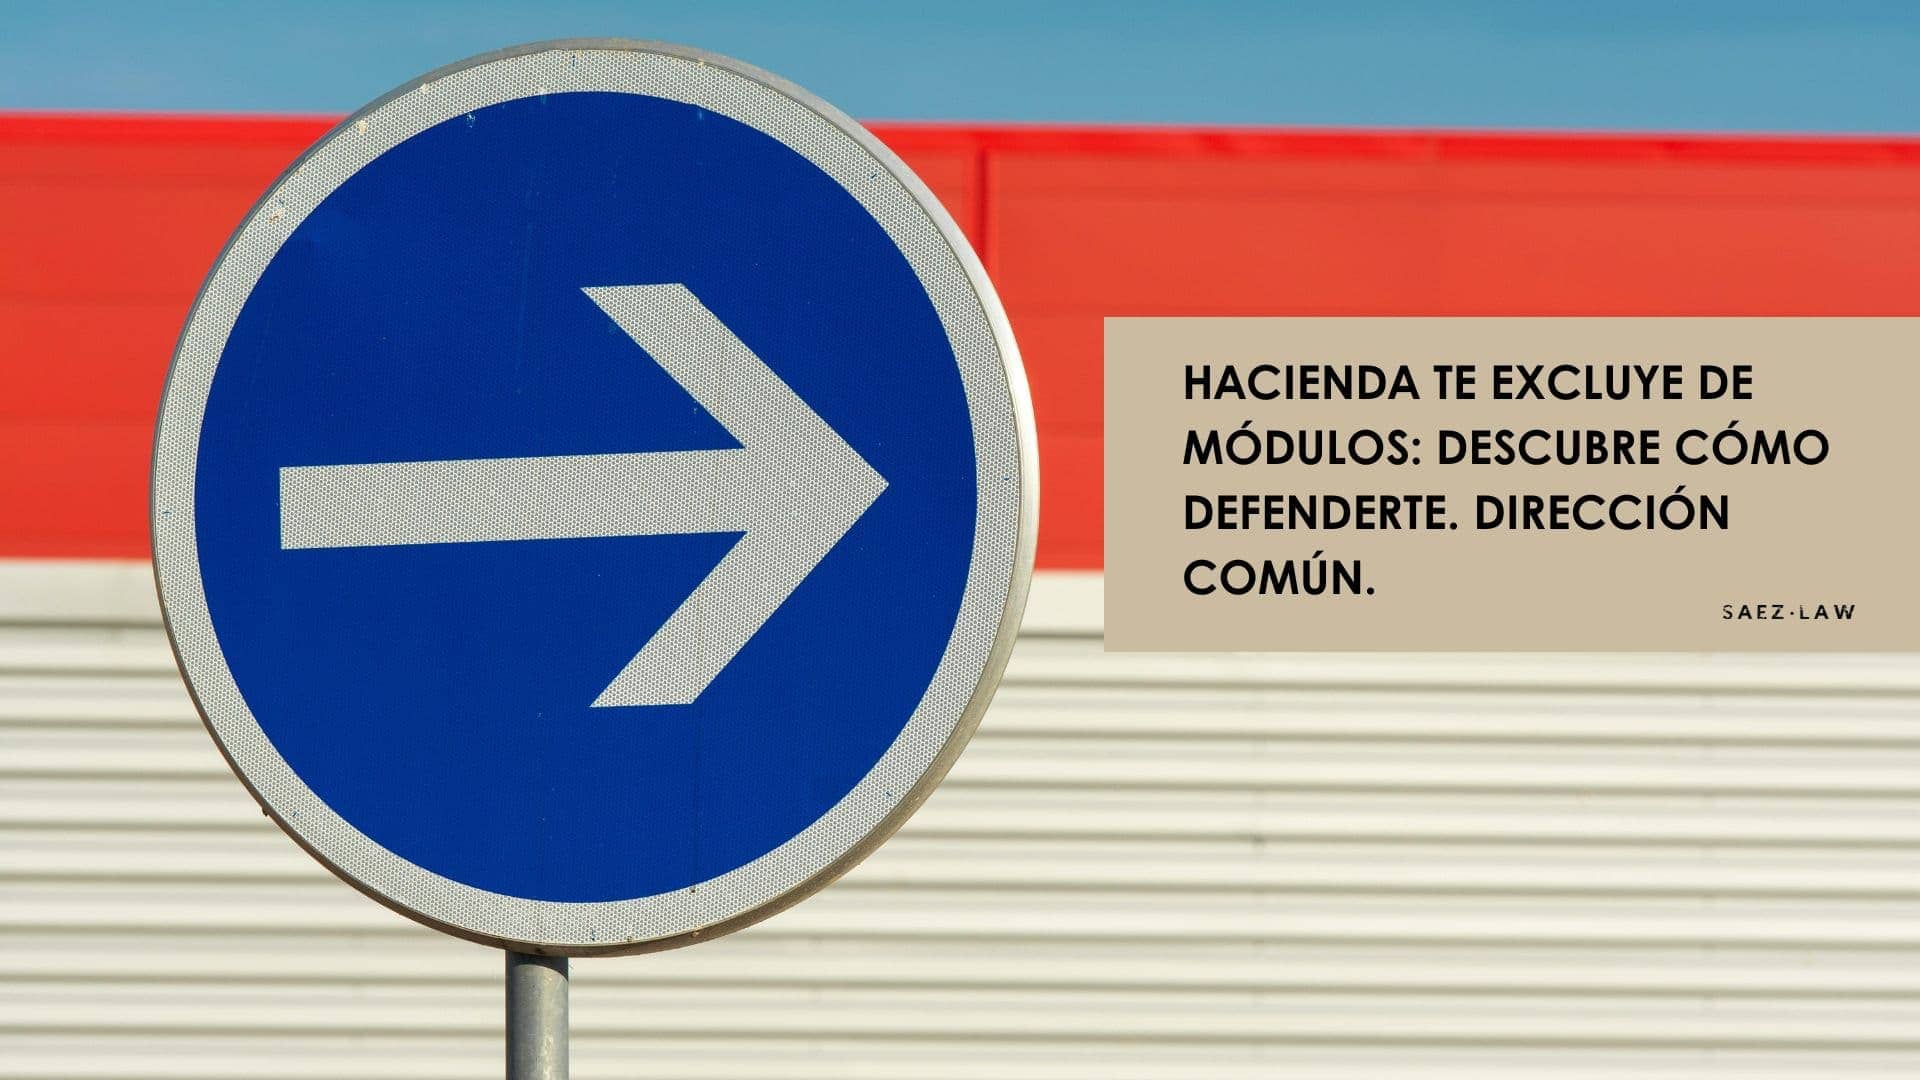 HACIENDA TE EXCLUYE DE
MÓDULOS: DESCUBRE CÓMO
DEFENDERTE. DIRECCIÓN
COMÚN.
SAEZ·LAW